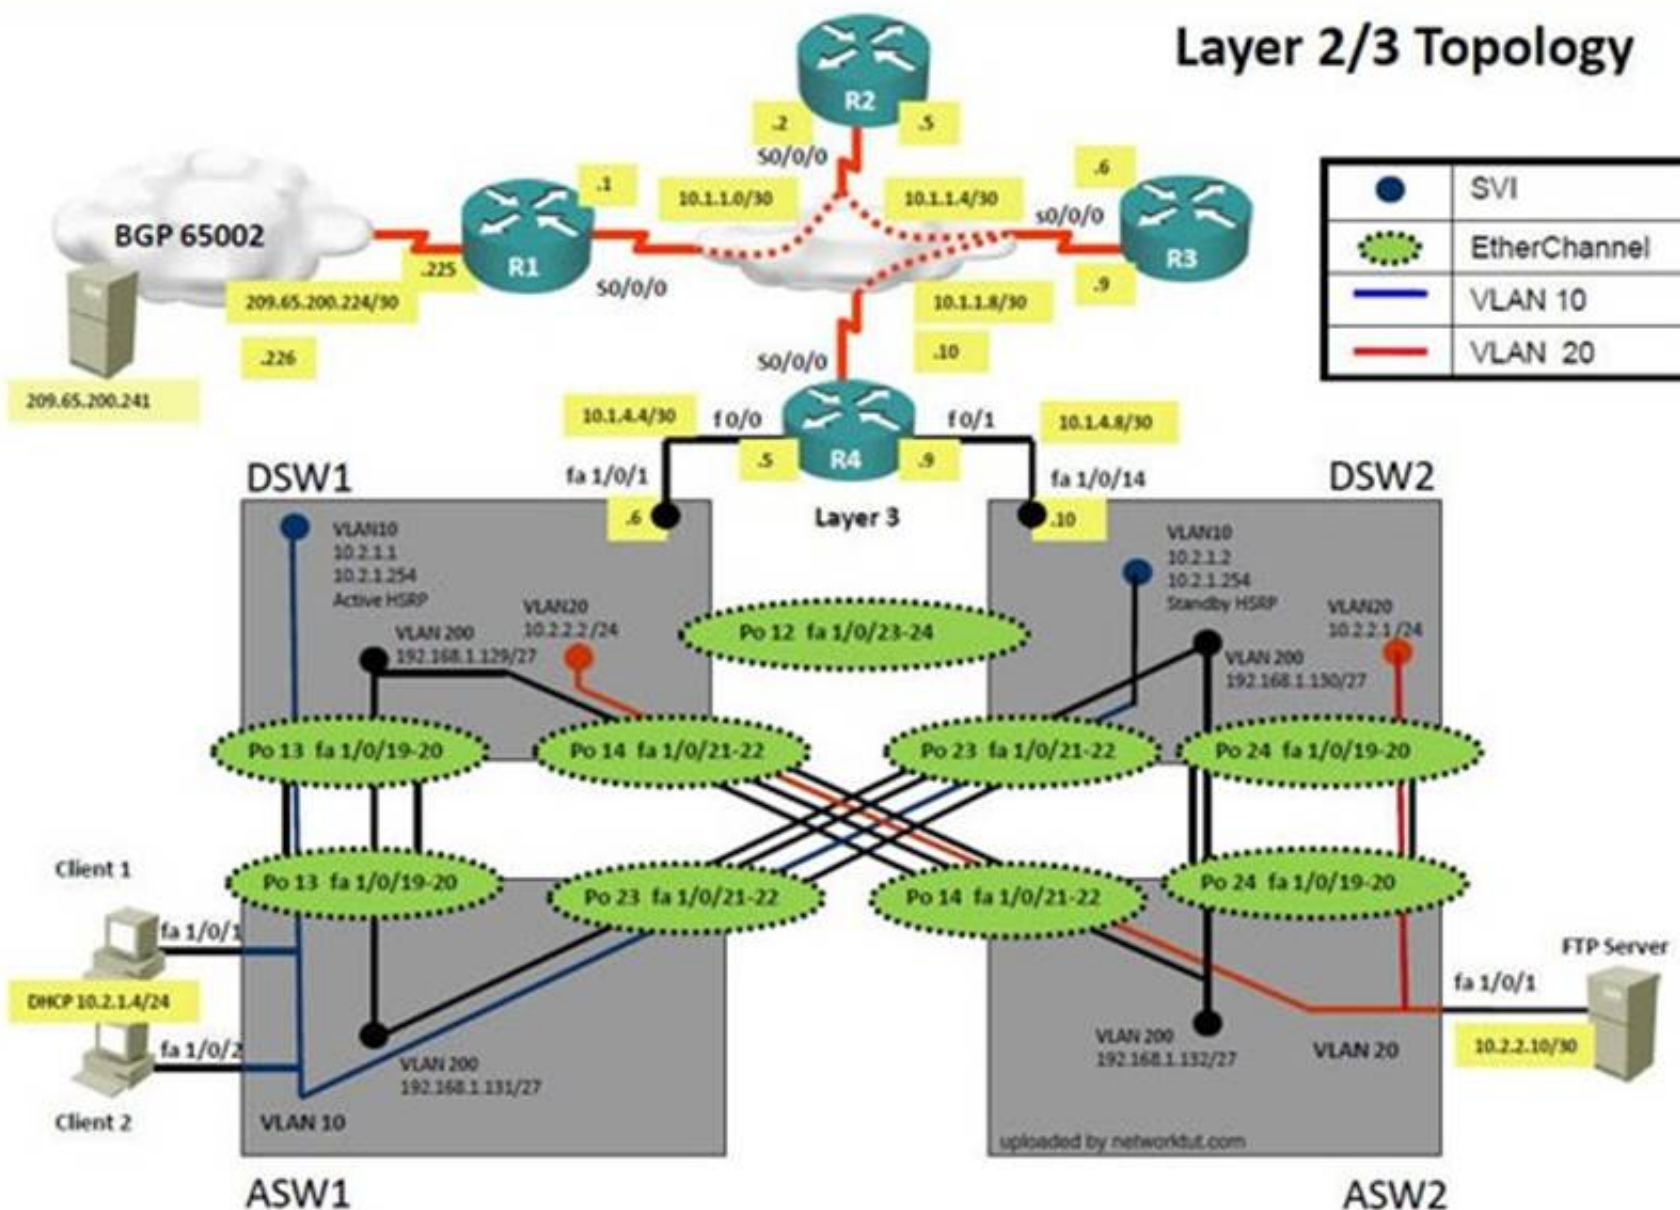 Layer 2/3 Topology
R2
.2
.5
S0/0/0
.6
.1
10.1.1.0/30
10.1.1.4/30
s0/0/0
SVI
EtherChannel
VLAN 10
VLAN 20
BGP 65002
R1
R3
.225
.9
S0/0/0
209.65.200.224/30
10.1.1.8/30
.226
.10
S0/0/0
209.65.200.241
10.1.4.4/30
f 0/0
f 0/1
10.1.4.8/30
.5
R4
.9
DSW1
fa 1/0/1
fa 1/0/14
DSW2
.6
Layer 3
.10
VLAN10
10.2.1.1
10.2.1.254
Active HSRP
VLAN 200
192.168.1.129/27
VLAN20
10.2.2.2/24
Po 12 fa 1/0/23-24
VLAN10
10.2.1.2
10.2.1.254
Standby HSRP
VLAN20
10.2.2.1/24
VLAN 200
192.168.1.130/27
Po 13 fa 1/0/19-20
Po 14 fa 1/0/21-22
Po 23 fa 1/0/21-22
Po 24 fa 1/0/19-20
Po 13 fa 1/0/19-20
Po 23 fa 1/0/21-22
Po 14 fa 1/0/21-22
Po 24 fa 1/0/19-20
Client 1
fa 1/0/1
DHCP 10.2.1.4/24
fa 1/0/2
Client 2
VLAN 200
192.168.1.131/27
VLAN 10
VLAN 200
192.168.1.132/27
VLAN 20
FTP Server
fa 1/0/1
10.2.2.10/30
uploaded by networktut.com
ASW1
ASW2